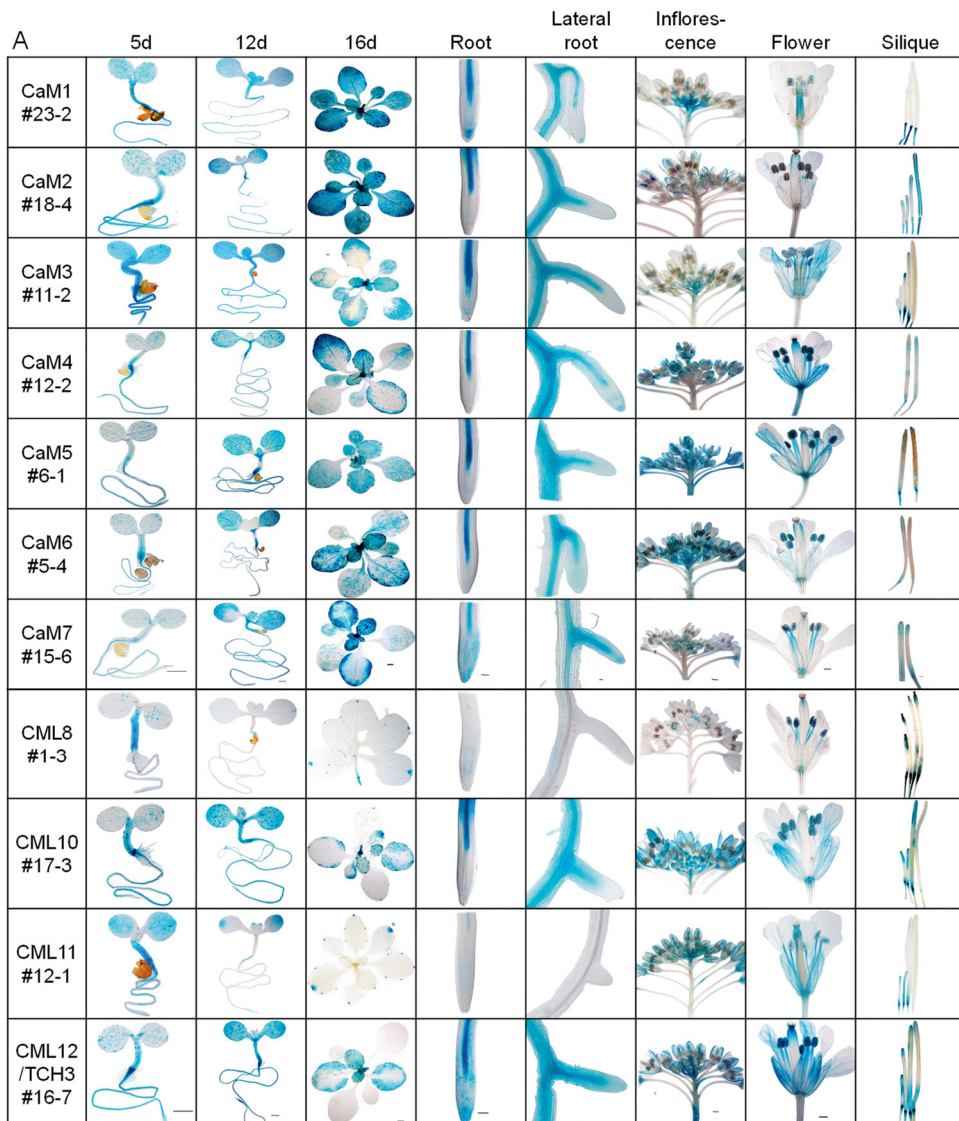 A
5d
12d
16d
Root
Lateral
root
Inflores-
cence
Flower
Silique
CaM1
#23-2
CaM2
#18-4
CaM3
#11-2
CaM4
#12-2
CaM5
#6-1
CaM6
#5-4
CaM7
#15-6
CML8
#1-3
CML10
#17-3
CML11
#12-1
CML12
/TCH3
#16-7